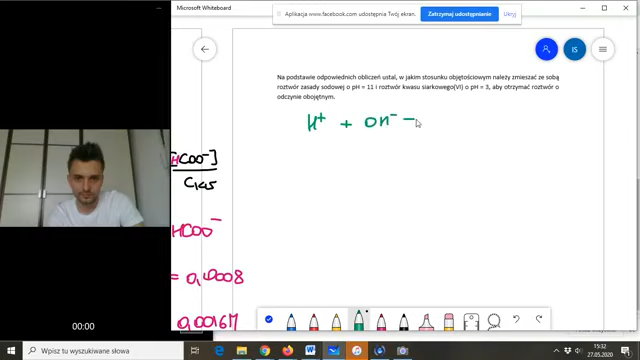 Microsoft Whiteboard
Aplikacja www.facebook.com udostępnia Twój ekran.
Zatrzymaj udostępnianie
Ukryj
IS
Na podstawie odpowiednich obliczeń ustal, w jakim stosunku objętościowym należy zmieszać ze sobą
roztwór zasady sodowej o pH = 11 i roztwór kwasu siarkowego(VI) o pH = 3, aby otrzymać roztwór o
odczynie obojętnym.
H⁺ + OH⁻ −
HCOO⁻]
HCOO⁻
= 0,0008
0,00167
00:00
Wpisz tu wyszukiwane słowa
15:32
27.05.2020